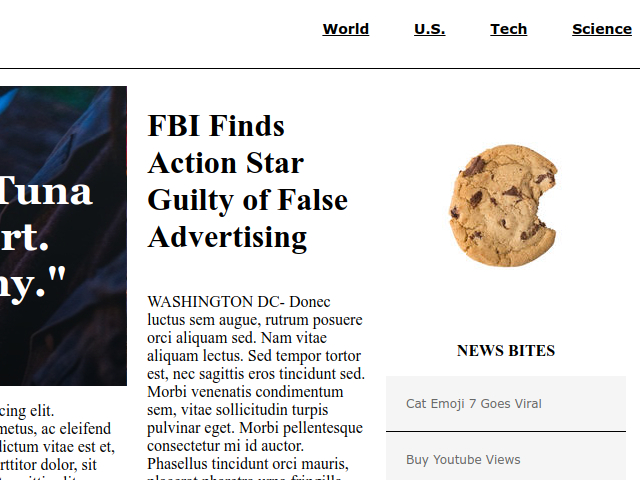 World U.S. Tech Science
Tuna
rt.
ny."
cing elit.
metus, ac eleifend
dictum vitae est et,
rttitor dolor, sit
FBI Finds
Action Star
Guilty of False
Advertising
WASHINGTON DC- Donec
luctus sem augue, rutrum posuere
orci aliquam sed. Nam vitae
aliquam lectus. Sed tempor tortor
est, nec sagittis eros tincidunt sed.
Morbi venenatis condimentum
sem, vitae sollicitudin turpis
pulvinar eget. Morbi pellentesque
consectetur mi id auctor.
Phasellus tincidunt orci mauris,
NEWS BITES
Cat Emoji 7 Goes Viral
Buy Youtube Views